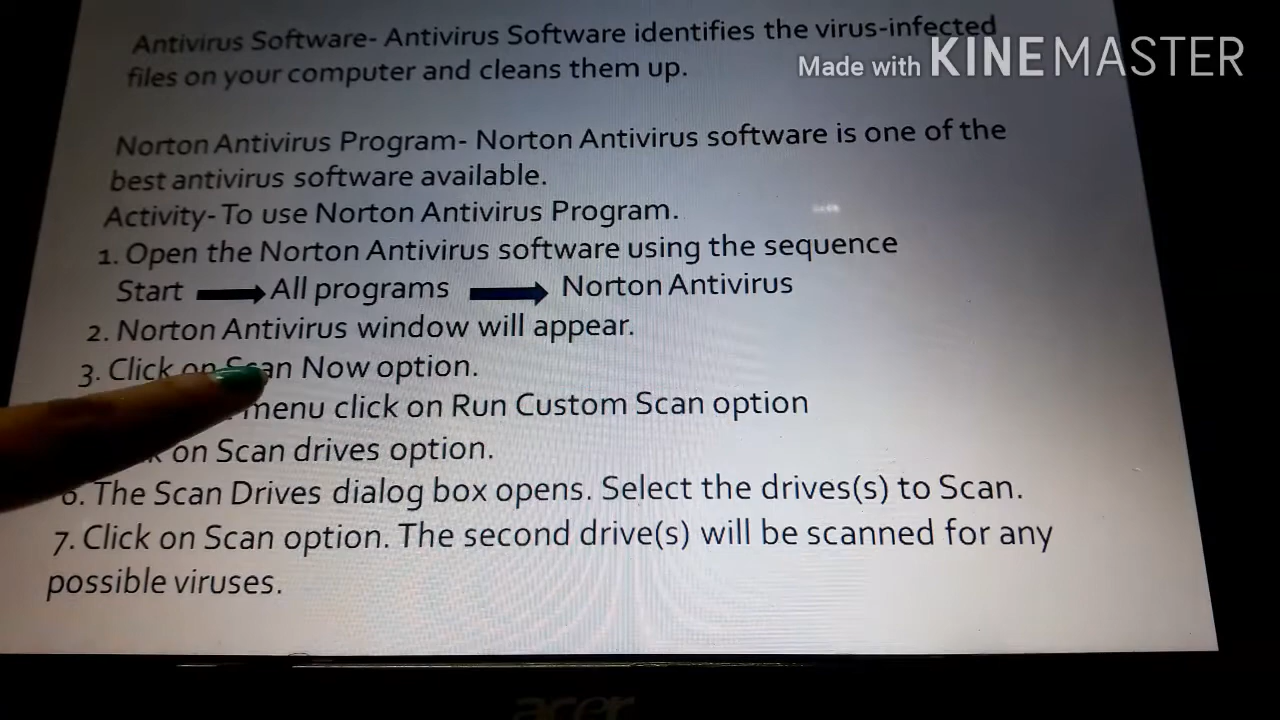 Antivirus Software- Antivirus Software identifies the virus-infected
files on your computer and cleans them up.
Made with KINEMASTER
Norton Antivirus Program- Norton Antivirus software is one of the
best antivirus software available.
Activity- To use Norton Antivirus Program.
1. Open the Norton Antivirus software using the sequence
Start All programs Norton Antivirus
2. Norton Antivirus window will appear.
3. Click on Scan Now option.
menu click on Run Custom Scan option
on Scan drives option.
6. The Scan Drives dialog box opens. Select the drives(s) to Scan.
7. Click on Scan option. The second drive(s) will be scanned for any
possible viruses.
acer